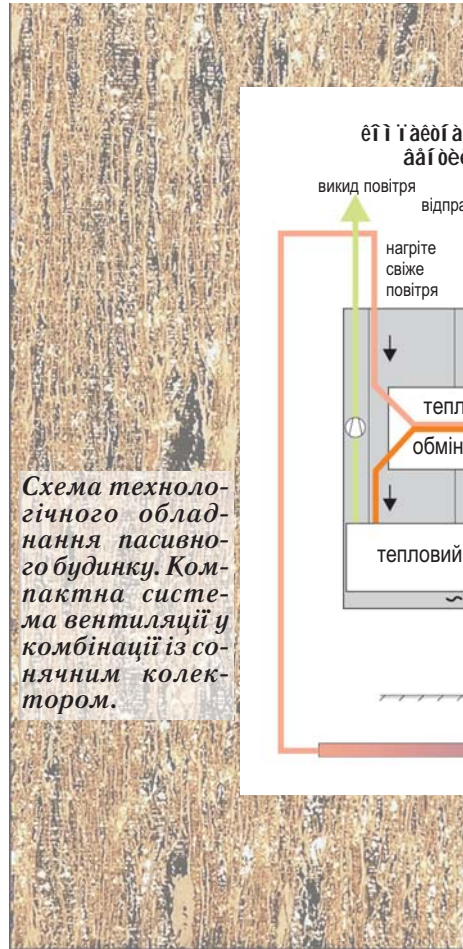 êîì ïàêòí à
âåí òèë
викид повітря
відпра
нагріте
свіже
повітря
тепл
обмін
тепловий
Схема техноло-
гічного облад-
нання пасивно-
го будинку. Ком-
пактна систе-
ма вентиляції у
комбінації із со-
нячним колек-
тором.